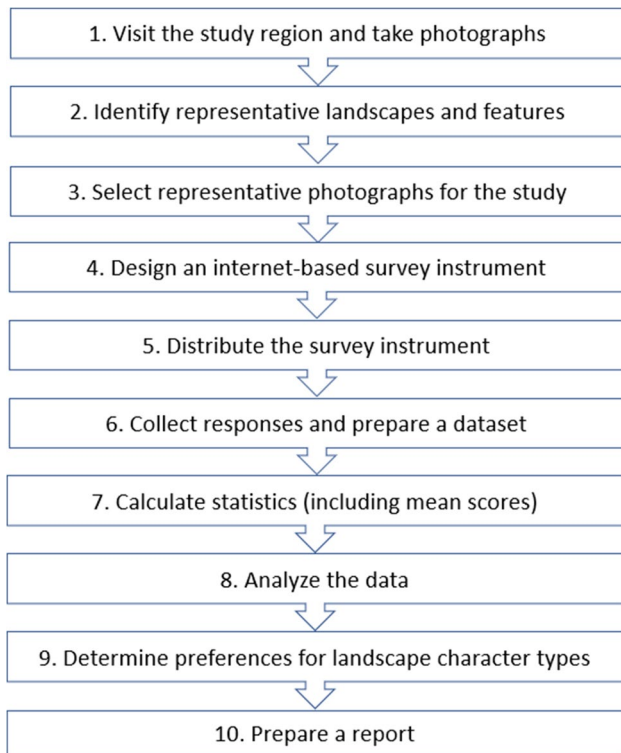 1. Visit the study region and take photographs
2. Identify representative landscapes and features
3. Select representative photographs for the study
4. Design an internet-based survey instrument
5. Distribute the survey instrument
6. Collect responses and prepare a dataset
7. Calculate statistics (including mean scores)
8. Analyze the data
9. Determine preferences for landscape character types
10. Prepare a report